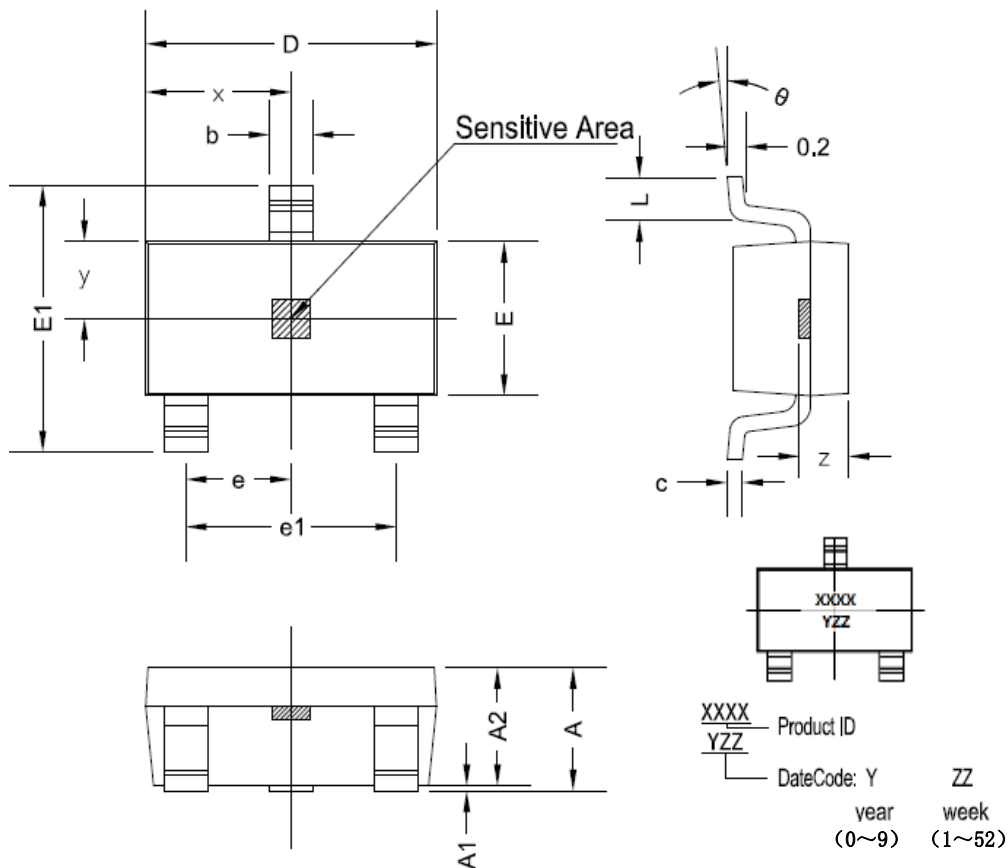 D
x
b
Sensitive Area
y
E1
E
e
e1
θ
0.2
L
c
z
A2
A
A1
XXXX
YZZ
XXXX Product ID
YZZ
DateCode: Y ZZ
year week
(0~9) (1~52)